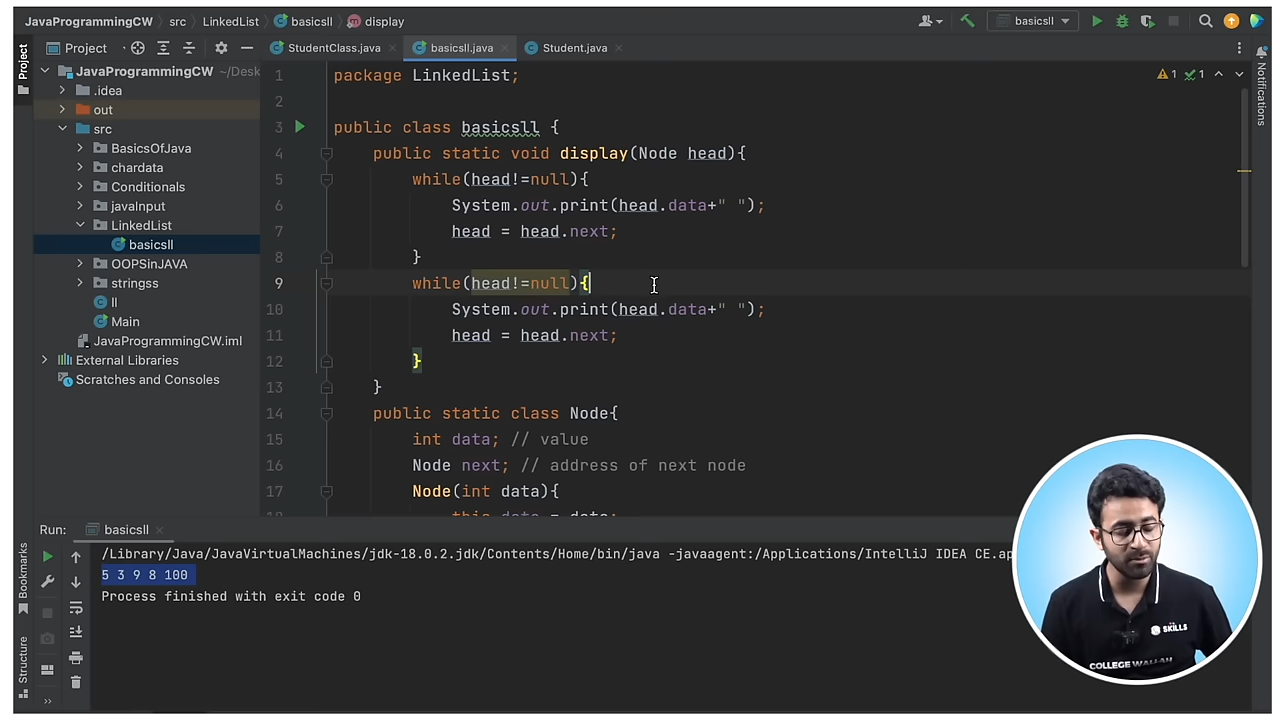 JavaProgrammingCW src LinkedList basicsll display basicsll
Project StudentClass.java basicsll.java Student.java
Project
Notifications
JavaProgrammingCW ~/Desk
.idea
out
src
BasicsOfJava
chardata
Conditionals
javaInput
LinkedList
basicsll
OOPSinJAVA
stringss
ll
Main
JavaProgrammingCW.iml
External Libraries
Scratches and Consoles
1 package LinkedList;
2
3 public class basicsll {
4 public static void display(Node head){
5 while(head!=null){
6 System.out.print(head.data+" ");
7 head = head.next;
8 }
9 while(head!=null){
10 System.out.print(head.data+" ");
11 head = head.next;
12 }
13 }
14 public static class Node{
15 int data; // value
16 Node next; // address of next node
17 Node(int data){
18 this.data = data;
1 1
Run: basicsll
/Library/Java/JavaVirtualMachines/jdk-18.0.2.jdk/Contents/Home/bin/java -javaagent:/Applications/IntelliJ IDEA CE.ap
5 3 9 8 100
Process finished with exit code 0
Bookmarks
Structure
SKILLS
COLLEGE WALLAH